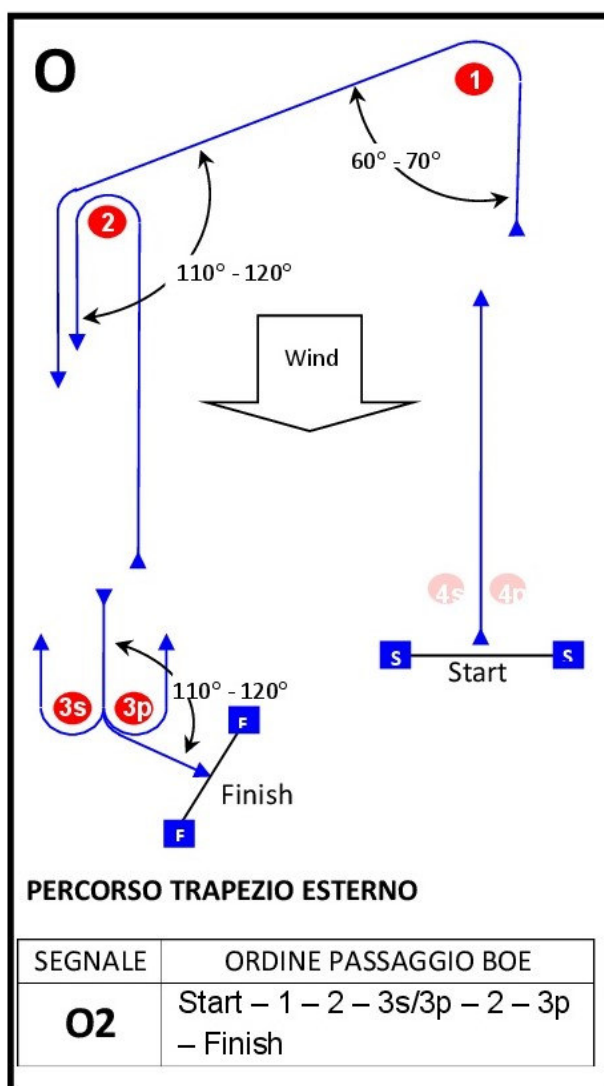 O
1
60° - 70°
2
110° - 120°
Wind
4s 4p
S S
Start
110° - 120°
3s 3p
F
Finish
F
PERCORSO TRAPEZIO ESTERNO
SEGNALE ORDINE PASSAGGIO BOE
O2 Start – 1 – 2 – 3s/3p – 2 – 3p
– Finish